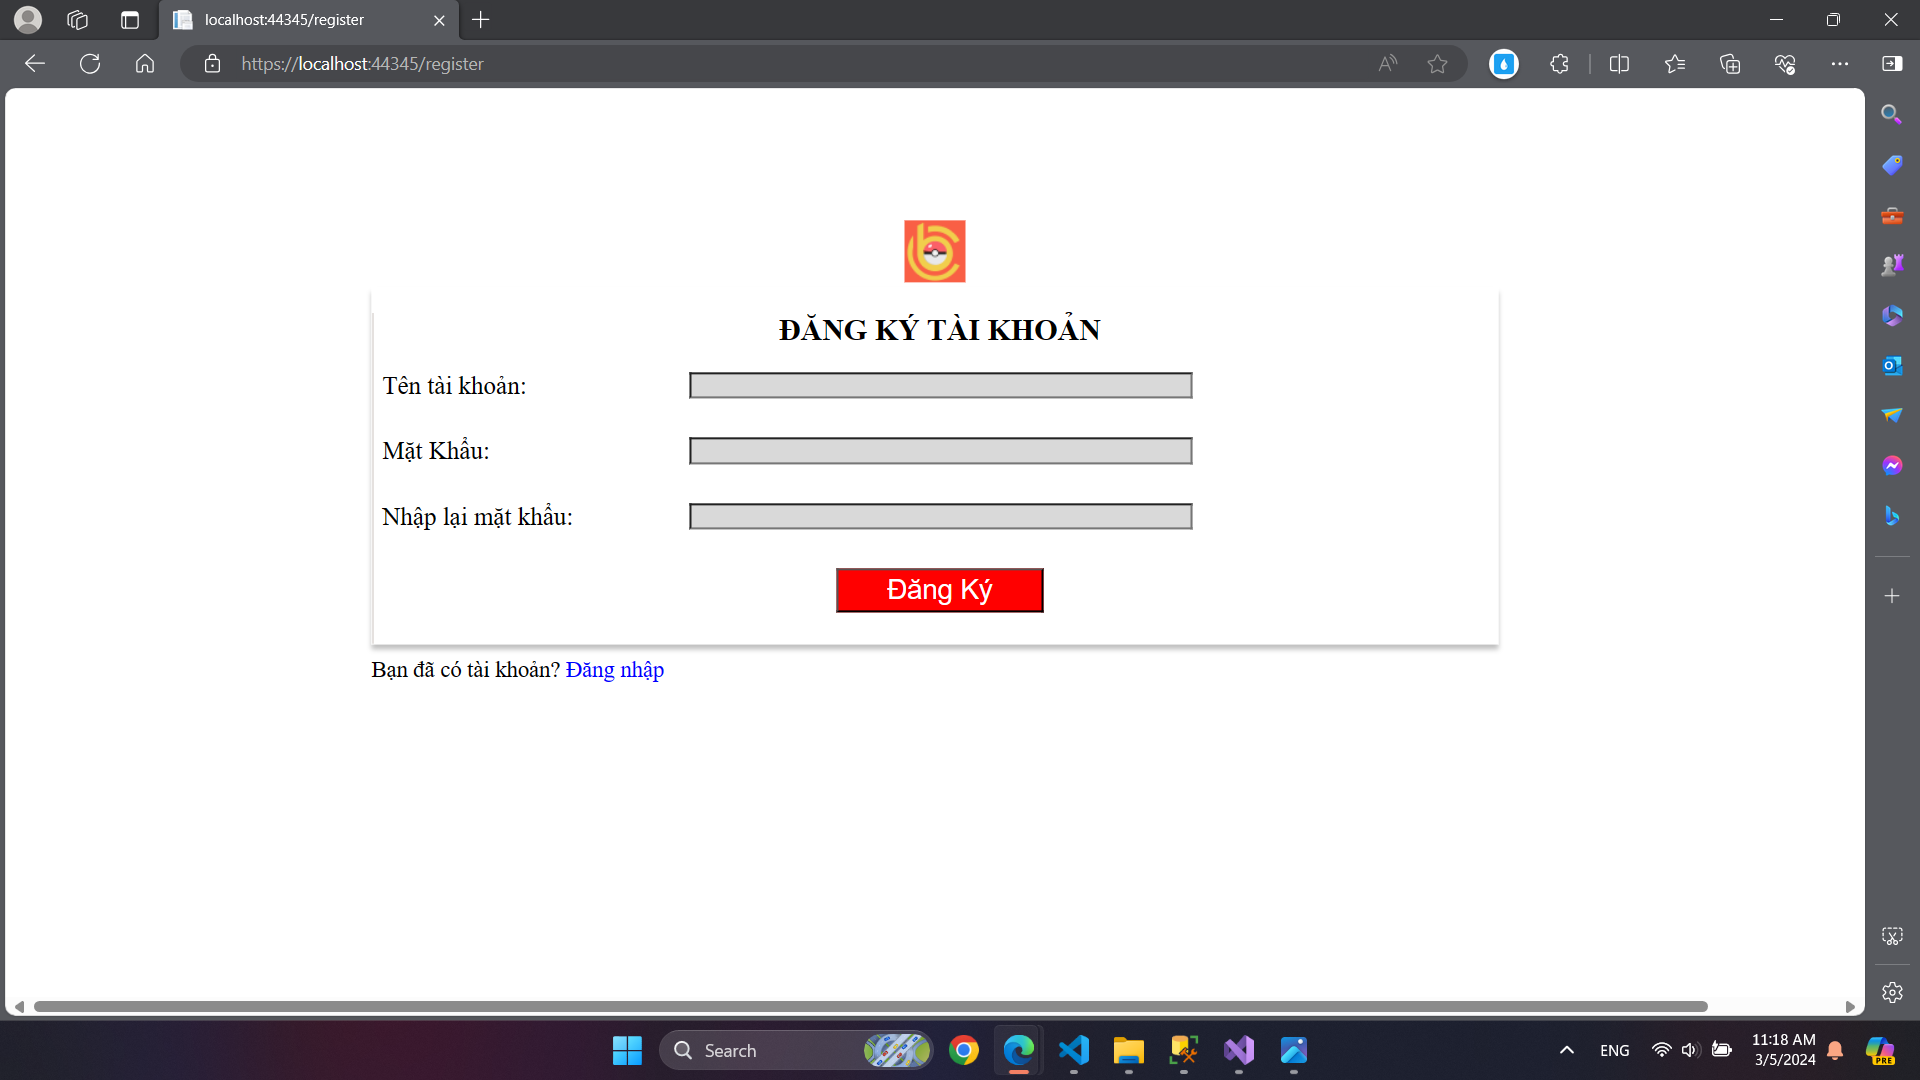 localhost:44345/register
https://localhost:44345/register
ĐĂNG KÝ TÀI KHOẢN
Tên tài khoản:
Mặt Khẩu:
Nhập lại mặt khẩu:
Đăng Ký
Bạn đã có tài khoản? Đăng nhập
Search
ENG
11:18 AM
3/5/2024
PRE